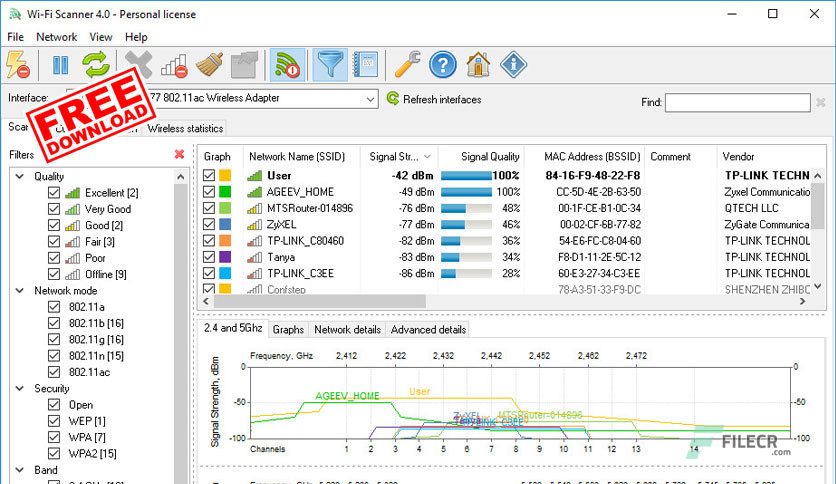 Wi-Fi Scanner 4.0 - Personal license
File Network View Help
Interface: 77 802.11ac Wireless Adapter Refresh interfaces Find:
FREE
DOWNLOAD
Wireless statistics
Filters
Quality
Excellent [2]
Very Good
Good [2]
Fair [3]
Poor
Offline [9]
Network mode
802.11a
802.11b [16]
802.11g [16]
802.11n [15]
802.11ac
Security
Open
WEP [1]
WPA [7]
WPA2 [15]
Band
Graph Network Name (SSID) Signal Str... Signal Quality MAC Address (BSSID) Comment Vendor
User -42 dBm 100% 84-16-F9-48-22-F8 TP-LINK TECHN
AGEEV_HOME -49 dBm 100% CC-5D-4E-2B-63-50 Zyxel Communicatio
MTSRouter-014896 -76 dBm 48% 00-1F-CE-B1-0C-34 QTECH LLC
ZyXEL -77 dBm 46% 00-02-CF-6B-77-82 ZyGate Communica
TP-LINK_C80460 -82 dBm 36% 54-E6-FC-C8-04-60 TP-LINK TECHNOL
Tanya -83 dBm 34% F8-D1-11-2E-5C-12 TP-LINK TECHNOL
TP-LINK_C3EE -86 dBm 28% 60-E3-27-34-C3-EE TP-LINK TECHNOL
Confstep 78-A3-51-33-F9-DC SHENZHEN ZHIBO
2.4 and 5Ghz Graphs Network details Advanced details
Frequency, GHz 2,412 2,422 2,432 2,442 2,452 2,462 2,472
Signal Strength, dBm
0 0
-50 -50
-100 -100
AGEEV_HOME User
ZyXEL MTSRouter-014896
Channels 1 2 3 4 5 6 7 8 9 10 11 12 13 14
FILECR
.com